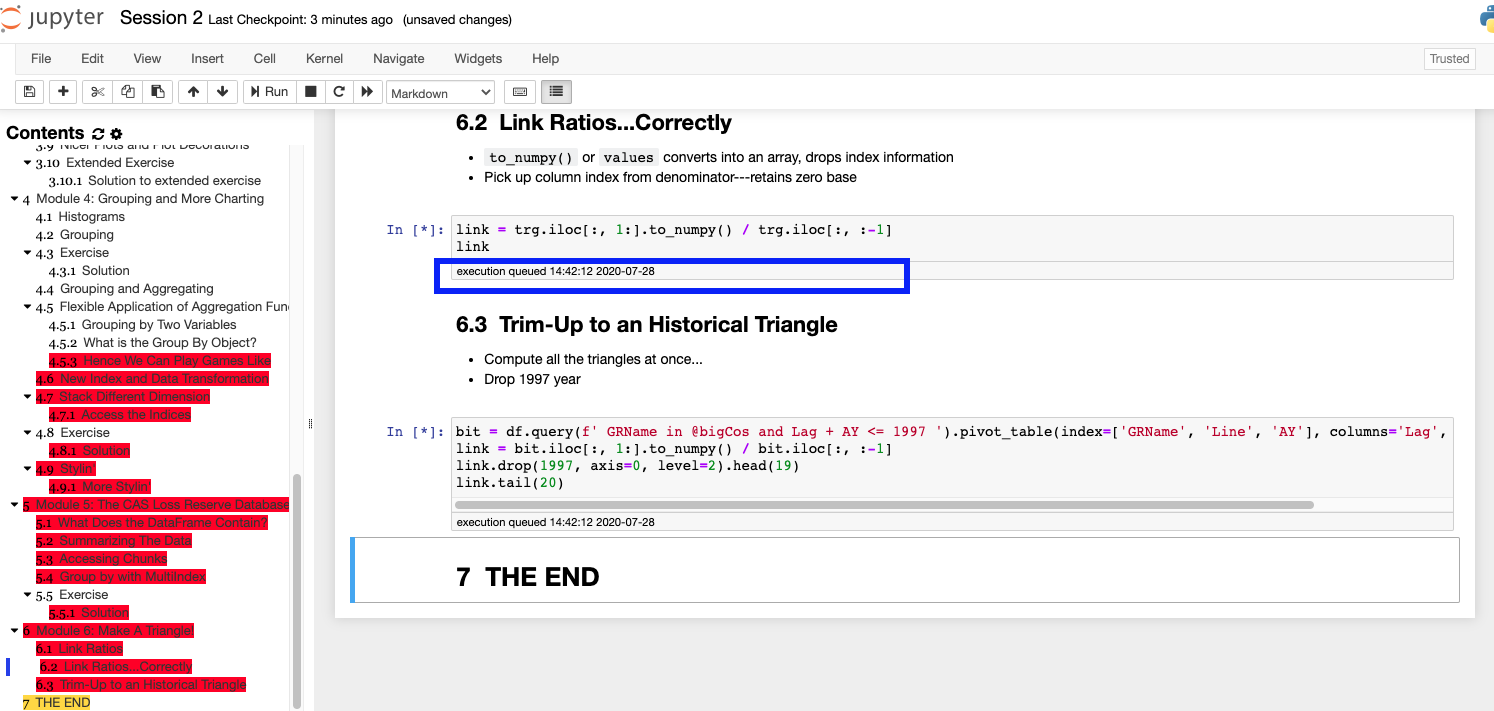 jupyter Session 2 Last Checkpoint: 3 minutes ago (unsaved changes)
File Edit View Insert Cell Kernel Navigate Widgets Help Trusted
Run Markdown
Contents
3.9 Nicer Plots and Plot Decorations
3.10 Extended Exercise
3.10.1 Solution to extended exercise
4 Module 4: Grouping and More Charting
4.1 Histograms
4.2 Grouping
4.3 Exercise
4.3.1 Solution
4.4 Grouping and Aggregating
4.5 Flexible Application of Aggregation Fun
4.5.1 Grouping by Two Variables
4.5.2 What is the Group By Object?
4.5.3 Hence We Can Play Games Like
4.6 New Index and Data Transformation
4.7 Stack Different Dimension
4.7.1 Access the Indices
4.8 Exercise
4.8.1 Solution
4.9 Stylin'
4.9.1 More Stylin'
5 Module 5: The CAS Loss Reserve Database
5.1 What Does the DataFrame Contain?
5.2 Summarizing The Data
5.3 Accessing Chunks
5.4 Group by with MultiIndex
5.5 Exercise
5.5.1 Solution
6 Module 6: Make A Triangle!
6.1 Link Ratios
6.2 Link Ratios...Correctly
6.3 Trim-Up to an Historical Triangle
7 THE END
6.2 Link Ratios...Correctly
• to_numpy() or values converts into an array, drops index information
• Pick up column index from denominator---retains zero base
In [*]: link = trg.iloc[:, 1:].to_numpy() / trg.iloc[:, :-1]
link
execution queued 14:42:12 2020-07-28
6.3 Trim-Up to an Historical Triangle
• Compute all the triangles at once...
• Drop 1997 year
In [*]: bit = df.query(f' GRName in @bigCos and Lag + AY <= 1997 ').pivot_table(index=['GRName', 'Line', 'AY'], columns='Lag',
link = bit.iloc[:, 1:].to_numpy() / bit.iloc[:, :-1]
link.drop(1997, axis=0, level=2).head(19)
link.tail(20)
execution queued 14:42:12 2020-07-28
7 THE END